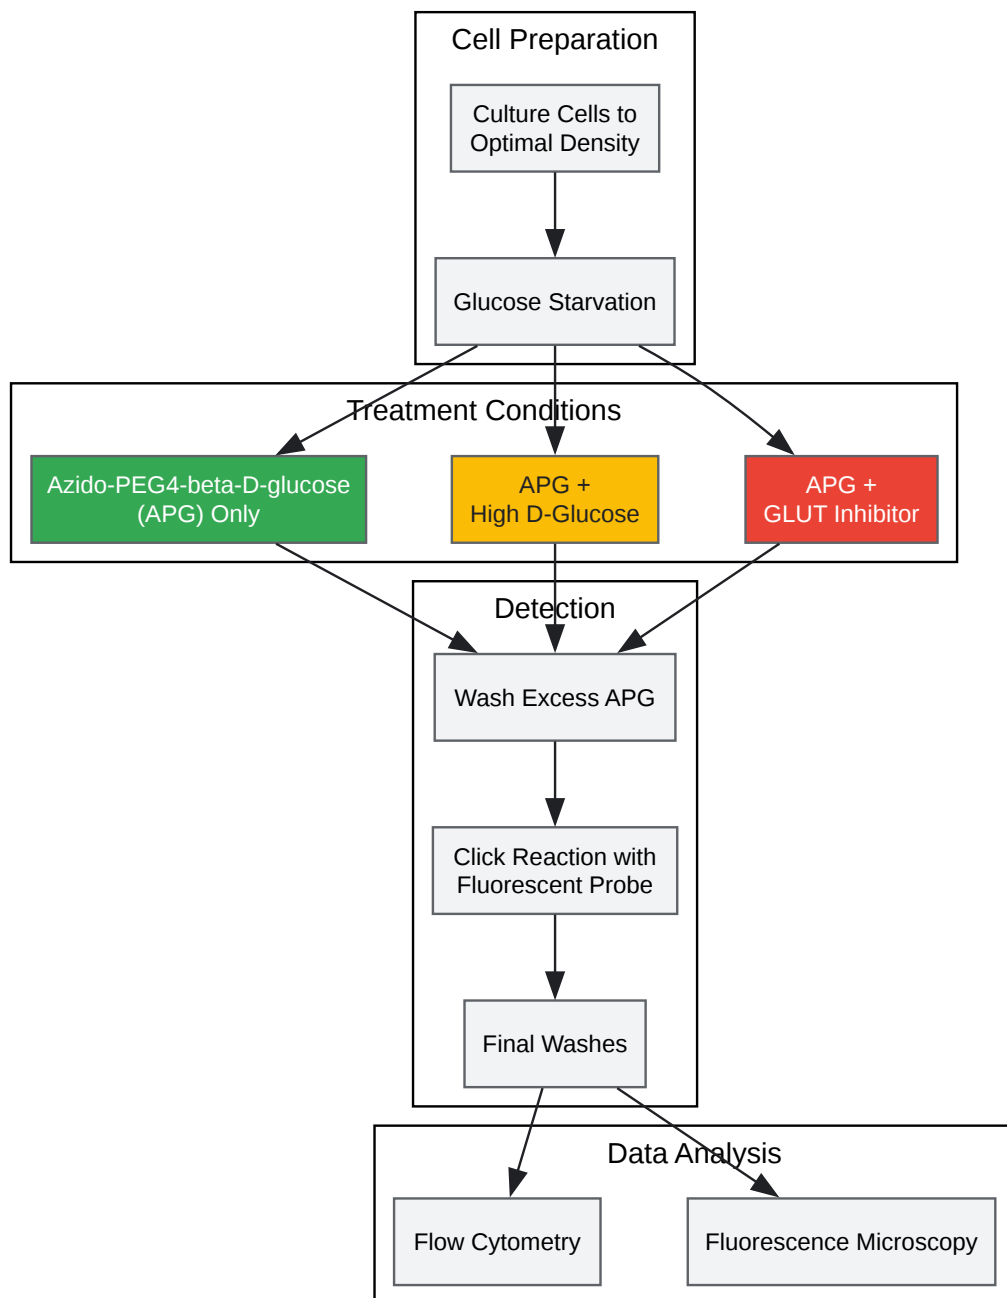 Cell Preparation
Culture Cells to
Optimal Density
Glucose Starvation
Treatment Conditions
Azido-PEG4-beta-D-glucose
(APG) Only
APG +
High D-Glucose
APG +
GLUT Inhibitor
Detection
Wash Excess APG
Click Reaction with
Fluorescent Probe
Final Washes
Data Analysis
Flow Cytometry
Fluorescence Microscopy